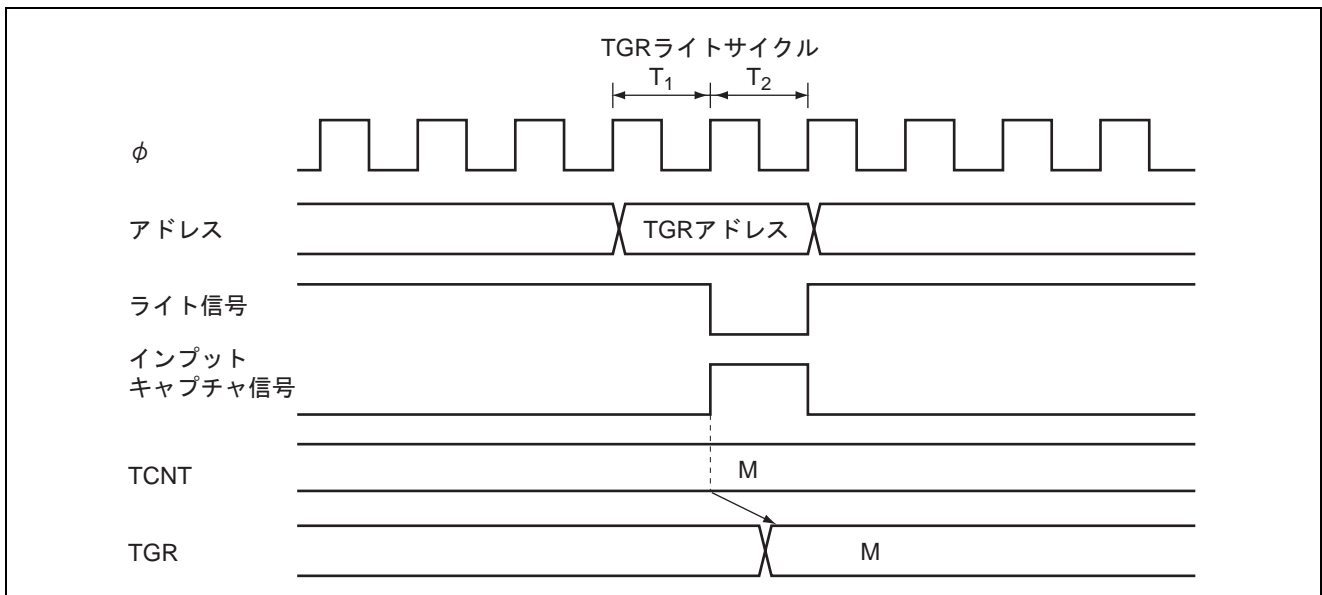 TGRライトサイクル
T1 T2
φ
アドレス
TGRアドレス
ライト信号
インプット
キャプチャ信号
TCNT
M
TGR
M